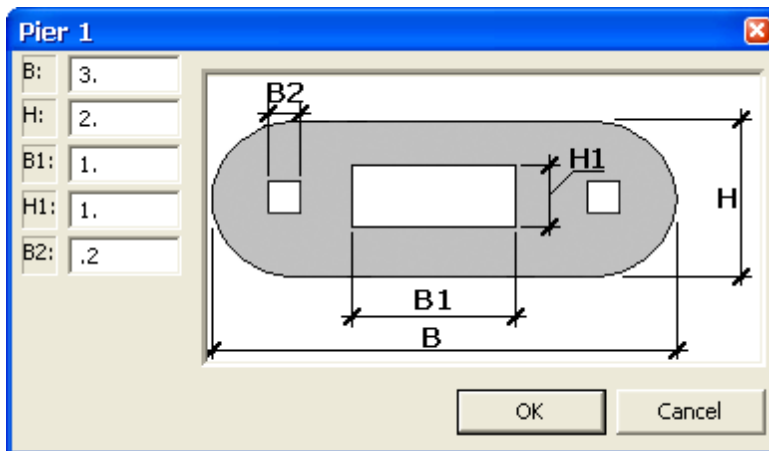 Pier 1
B: 3.
H: 2.
B1: 1.
H1: 1.
B2: .2
B2
H1
H
B1
B
OK Cancel